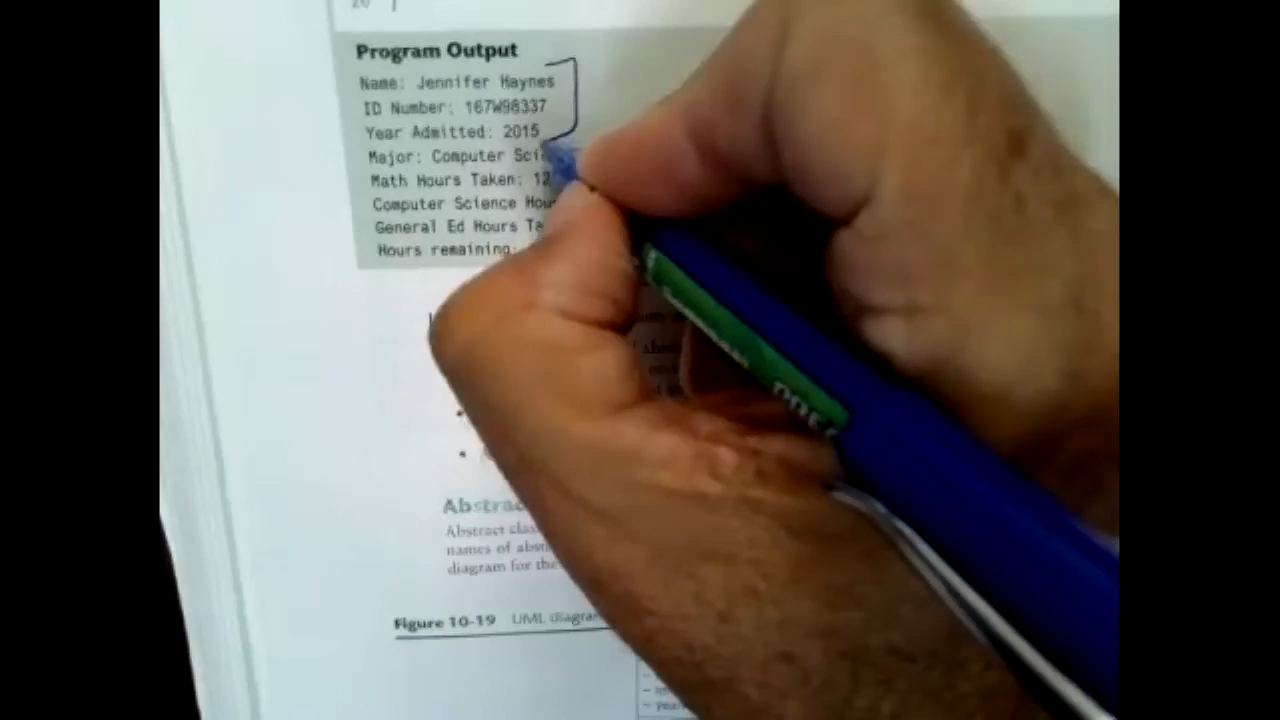 20
Program Output
Name: Jennifer Haynes
ID Number: 167W98337
Year Admitted: 2015
Major: Computer Sci
Math Hours Taken: 12
Computer Science Hou
General Ed Hours Ta
Hours remaining:
Abstrac
Abstract clas
names of abst
diagram for the
Figure 10-19 UML diagram